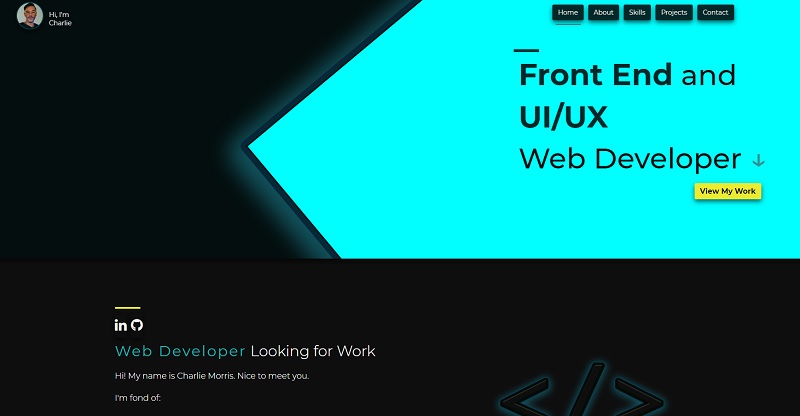 Hi, I'm
Charlie
Home About Skills Projects Contact
Front End and
UI/UX
Web Developer
View My Work
in
Web Developer Looking for Work
Hi! My name is Charlie Morris. Nice to meet you.
I'm fond of:
</>